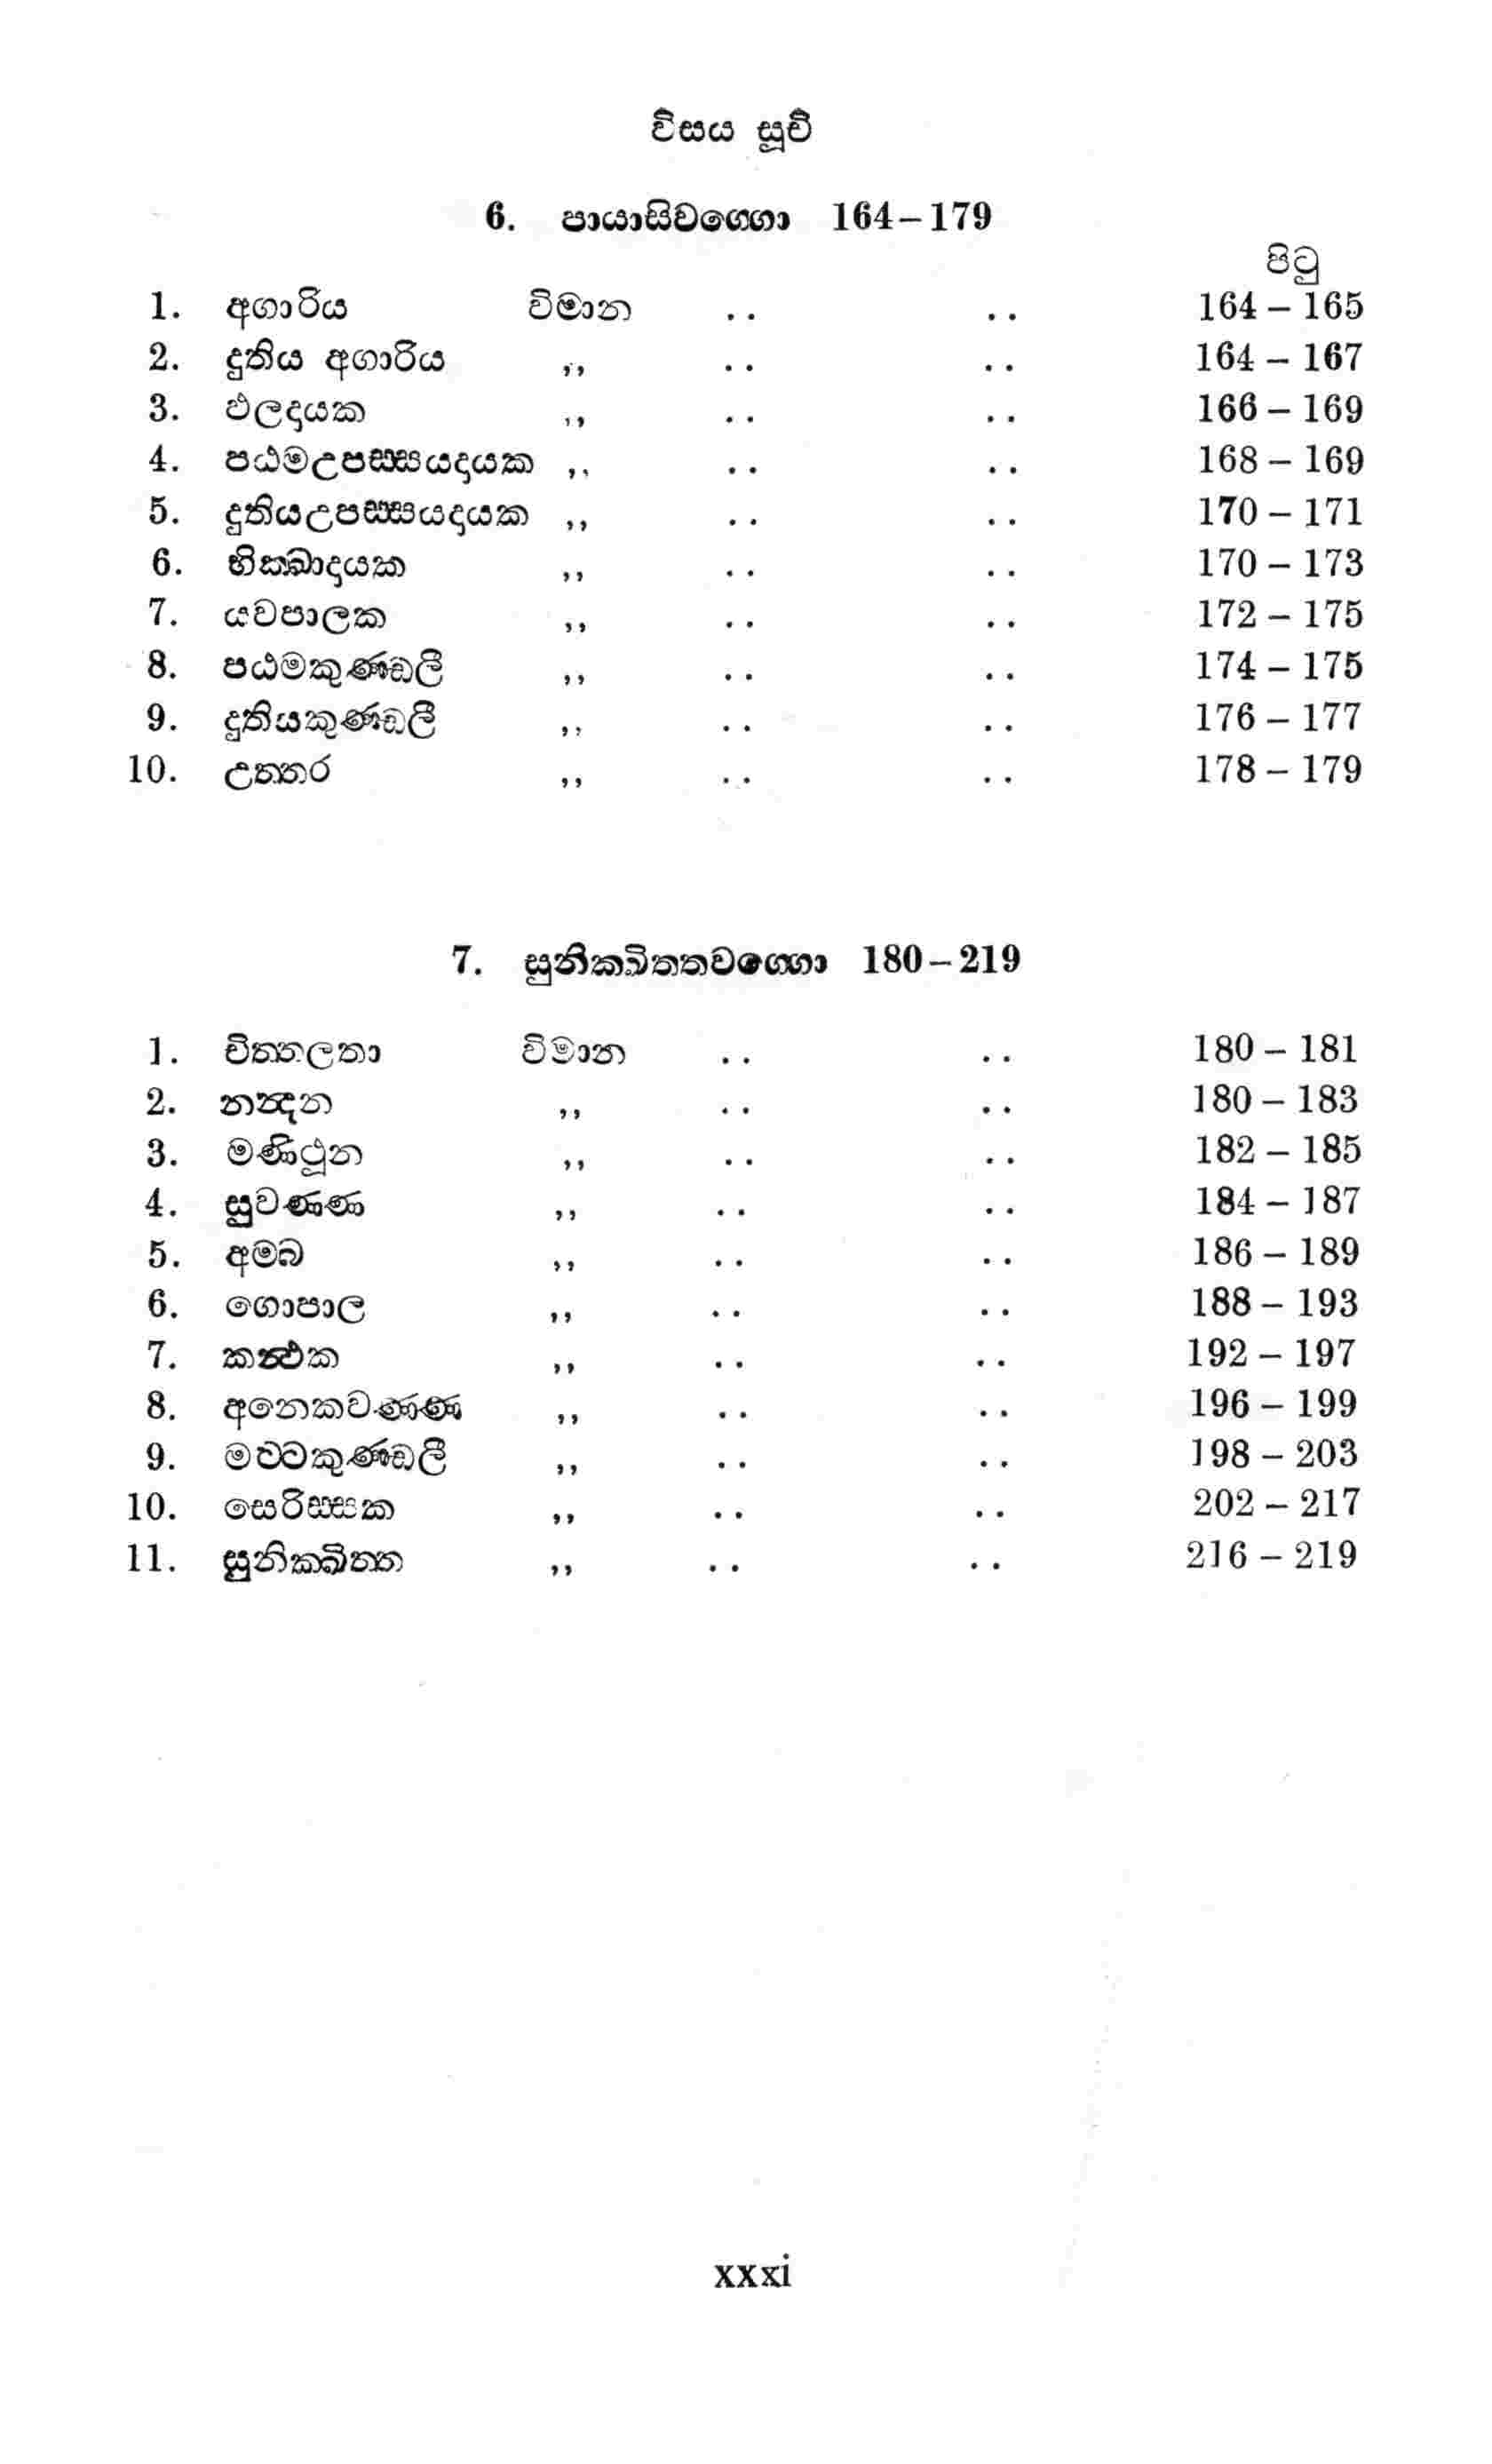 විසය සූචි
6. පායාසිවග්ගො 164–179
පිටු
1. අගාරිය විමාන .. .. 164 – 165
2. දුතිය අගාරිය ,, .. .. 164 – 167
3. ඵලදායක ,, .. .. 166 – 169
4. පඨමඋපස්සයදායක ,, .. .. 168 – 169
5. දුතියඋපස්සයදායක ,, .. .. 170 – 171
6. භික්ඛාදායක ,, .. .. 170 – 173
7. යවපාලක ,, .. .. 172 – 175
8. පඨමකුණ්ඩලී ,, .. .. 174 – 175
9. දුතියකුණ්ඩලී ,, .. .. 176 – 177
10. උත්තර ,, .. .. 178 – 179
7. සුනික්ඛිත්තවග්ගො 180–219
1. චිත්තලතා විමාන .. .. 180 – 181
2. නන්දන ,, .. .. 180 – 183
3. මණිථූන ,, .. .. 182 – 185
4. සුවණ්ණ ,, .. .. 184 – 187
5. අම්බ ,, .. .. 186 – 189
6. ගොපාල ,, .. .. 188 – 193
7. කන්ථක ,, .. .. 192 – 197
8. අනෙකවණ්ණ ,, .. .. 196 – 199
9. මට්ටකුණ්ඩලී ,, .. .. 198 – 203
10. සෙරිස්සක ,, .. .. 202 – 217
11. සුනික්ඛිත්ත ,, .. .. 216 – 219
xxxi